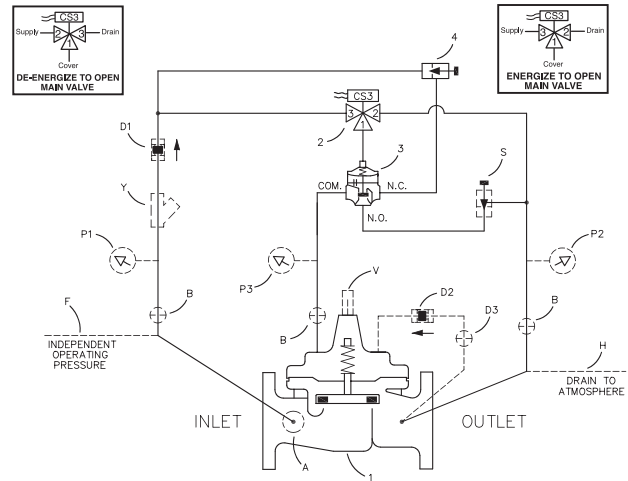 CS3
Supply 2 3 Drain
1
Cover
DE-ENERGIZE TO OPEN
MAIN VALVE
CS3
Supply 3 2 Drain
1
Cover
ENERGIZE TO OPEN
MAIN VALVE
4
CS3
3 2
1
2
D1
3
S
COM.
N.C.
Y
N.O.
P1
P3
V
P2
D2
D3
B
B
B
F
INDEPENDENT
OPERATING
PRESSURE
H
DRAIN TO
ATMOSPHERE
INLET
OUTLET
A
1